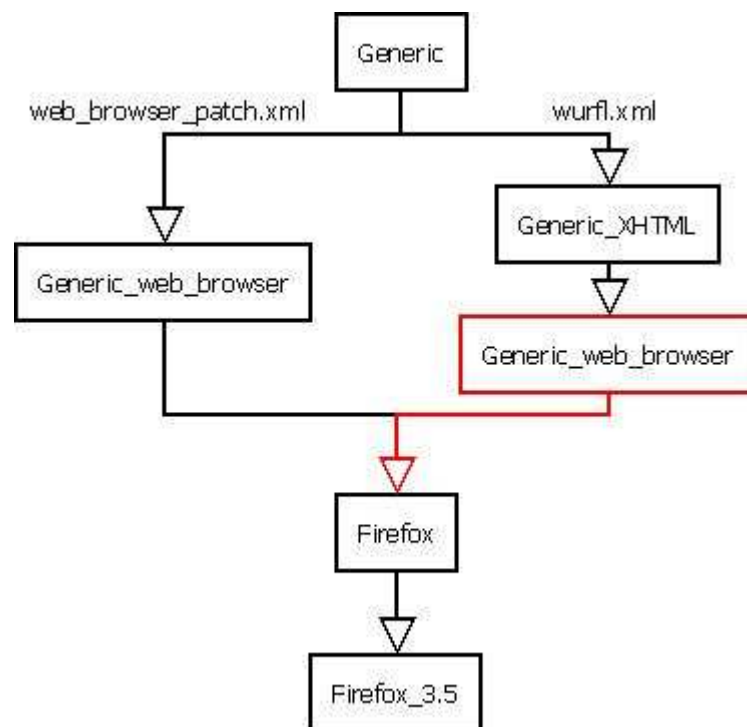 Generic
web_browser_patch.xml
wurfl.xml
Generic_XHTML
Generic_web_browser
Generic_web_browser
Firefox
Firefox_3.5